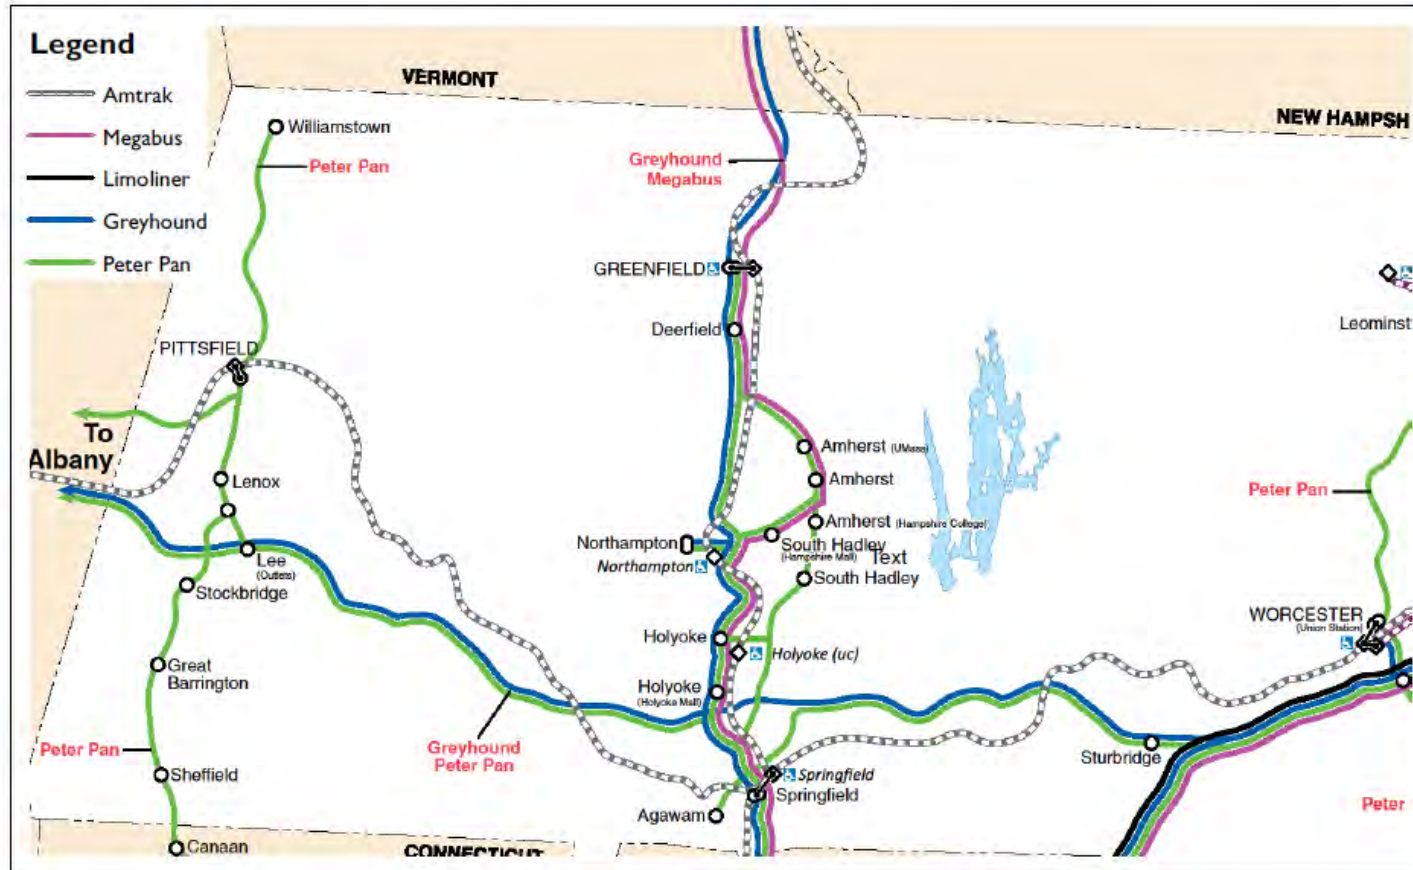 Legend
Amtrak
Megabus
Limoliner
Greyhound
Peter Pan
VERMONT
NEW HAMPSH
Williamstown
Peter Pan
Greyhound
Megabus
GREENFIELD
Deerfield
Leominst
PITTSFIELD
To
Albany
Lenox
Amherst (UMass)
Amherst
Amherst (Hampshire College)
Peter Pan
Northampton
Northampton
South Hadley
(Hampshire Mall)
Text
South Hadley
Lee
(Outlets)
Stockbridge
WORCESTER
(Union Station)
Holyoke
Holyoke (uc)
Great
Barrington
Holyoke
(Holyoke Mall)
Peter Pan
Greyhound
Peter Pan
Sturbridge
Sheffield
Springfield
Springfield
Peter
Agawam
Canaan
CONNECTICUT